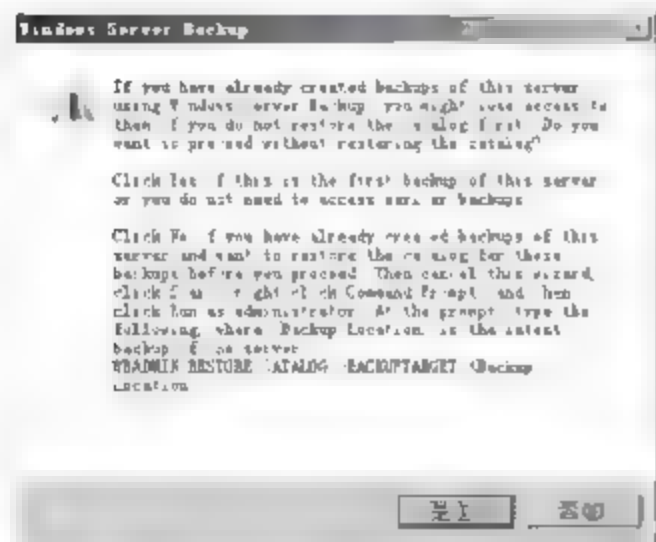 Windows Server Backup
If you have already created backups of this server
using Windows Server Backup, you might lose access to
them if you do not restore the catalog first. Do you
want to proceed without restoring the catalog?
Click Yes if this is the first backup of this server
or you do not need to access earlier backups
Click No if you have already created backups of this
server and want to restore the catalog for these
backups before you proceed. Then cancel this wizard,
click Start, right click Command Prompt, and then
click Run as administrator. At the prompt, type the
following, where Backup Location is the latest
backup of the server
WBADMIN RESTORE CATALOG -BACKUPTARGET <Backup
Location
是
否